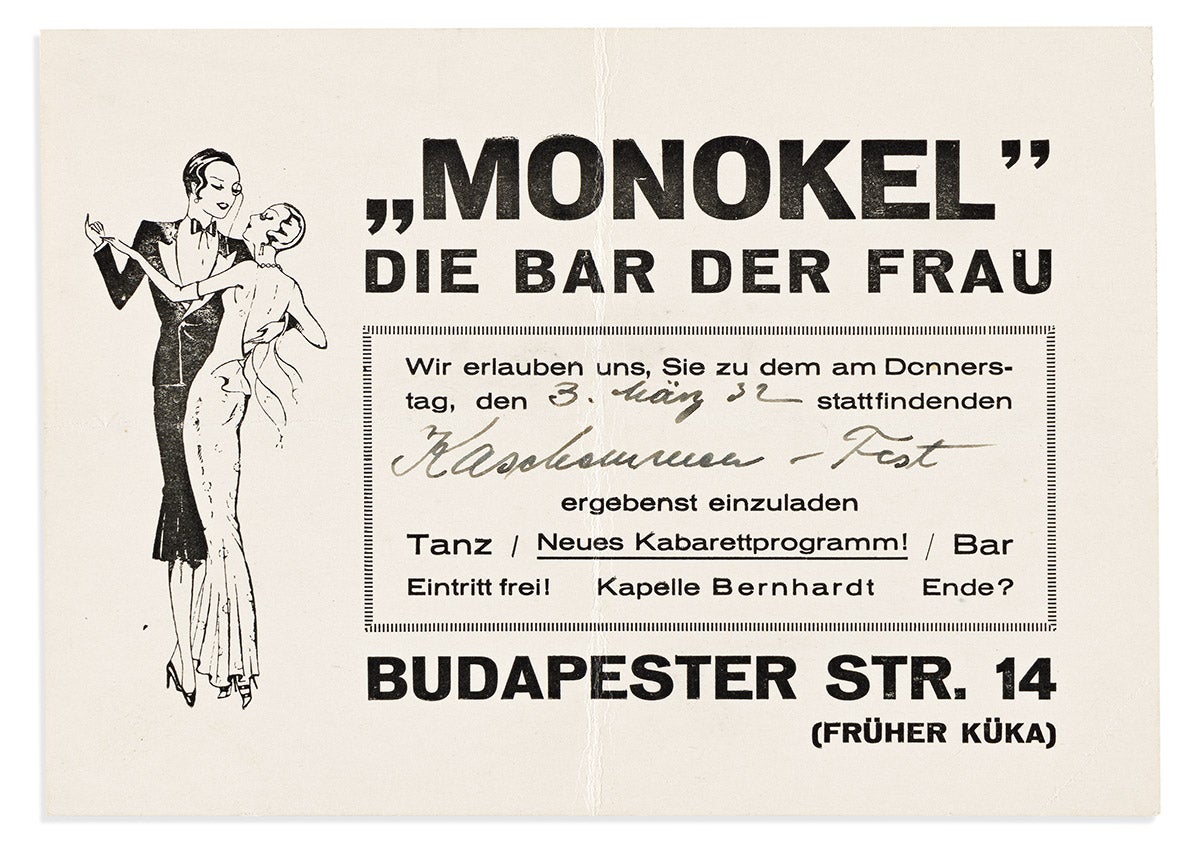 „MONOKEL”
DIE BAR DER FRAU
Wir erlauben uns, Sie zu dem am Donners-
tag, den 3. März 32 stattfindenden
Kaschemmen - Fest
ergebenst einzuladen
Tanz / Neues Kabarettprogramm! / Bar
Eintritt frei! Kapelle Bernhardt Ende?
BUDAPESTER STR. 14
(FRÜHER KÜKA)